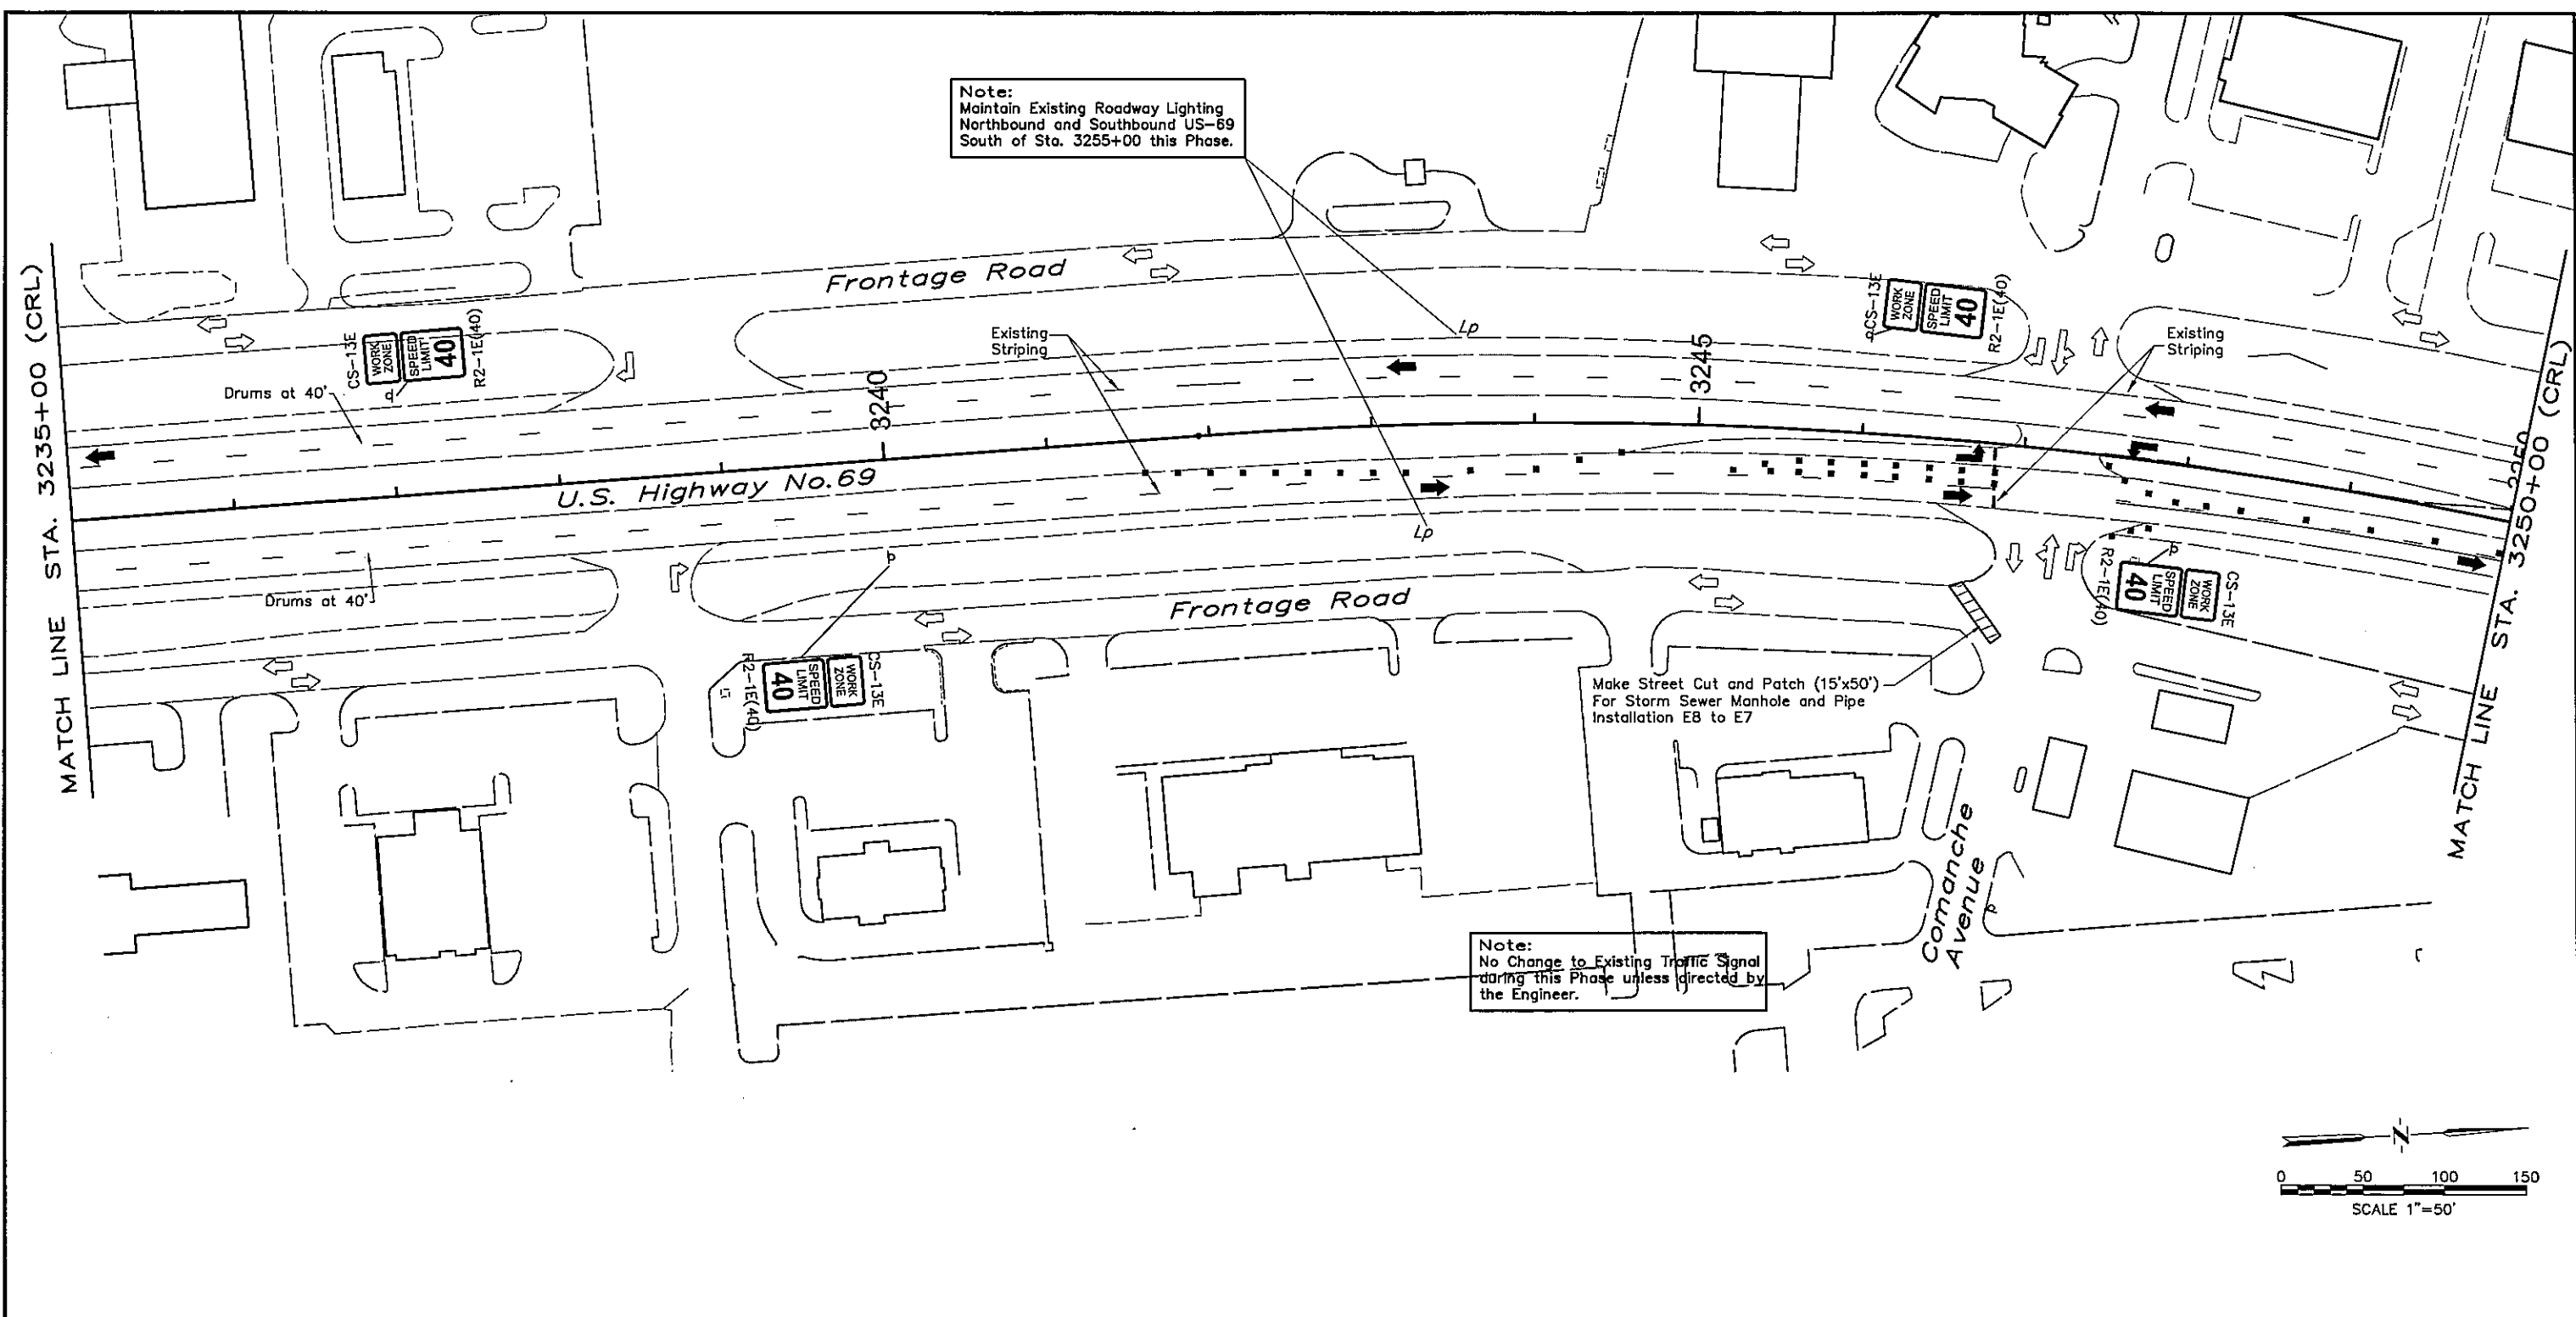 Note:
Maintain Existing Roadway Lighting
Northbound and Southbound US-69
South of Sta. 3255+00 this Phase.
MATCH LINE STA. 3235+00 (CRL)
Frontage Road
CS-13E
WORK
ZONE
SPEED
LIMIT
40
R2-1E(40)
Drums at 40'
Existing
Striping
Lp
CS-13E
WORK
ZONE
SPEED
LIMIT
40
R2-1E(40)
Existing
Striping
3240
3245
3250
U.S. Highway No.69
Lp
Drums at 40'
Frontage Road
R2-1E(40)
40
SPEED
LIMIT
WORK
ZONE
CS-13E
R2-1E(40)
40
SPEED
LIMIT
WORK
ZONE
CS-13E
Make Street Cut and Patch (15'x50')
For Storm Sewer Manhole and Pipe
Installation E8 to E7
MATCH LINE STA. 3250+00 (CRL)
Comanche
Avenue
Note:
No Change to Existing Traffic Signal
during this Phase unless directed by
the Engineer.
N
0 50 100 150
SCALE 1"=50'